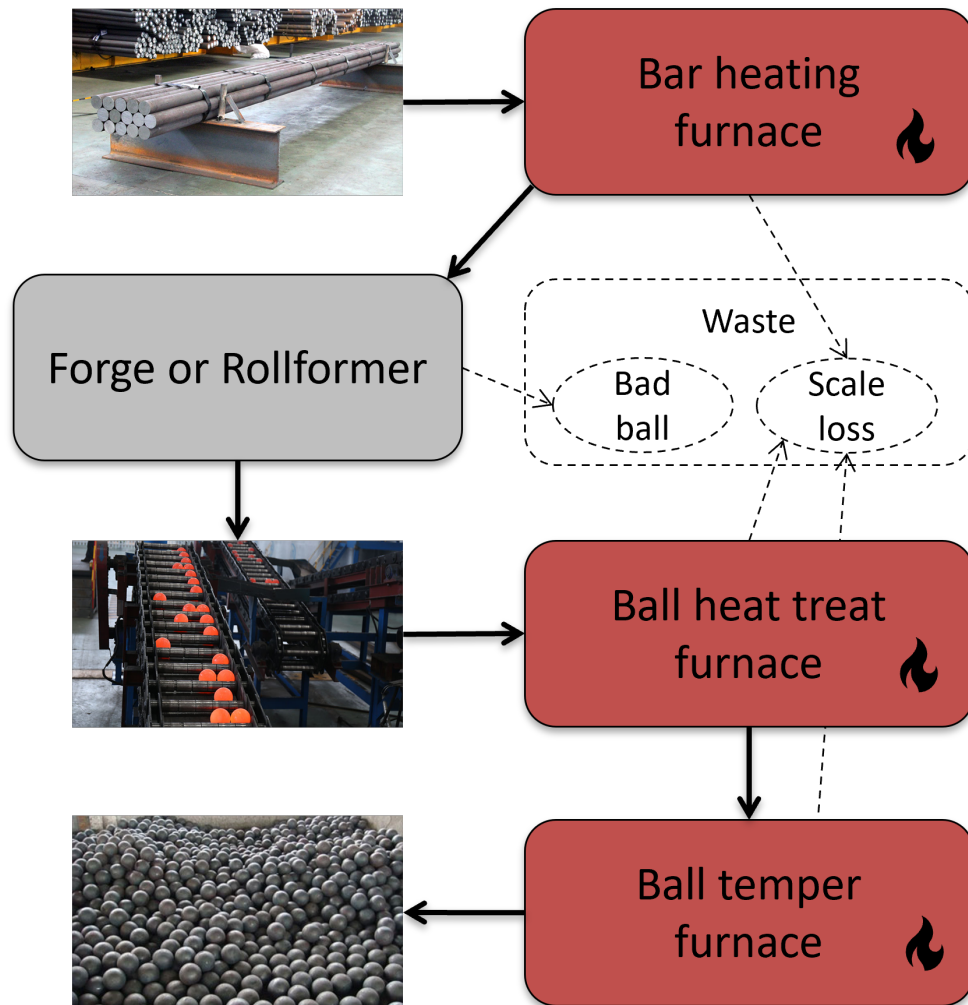 Bar heating
furnace
Forge or Rollformer
Waste
Bad
ball
Scale
loss
Ball heat treat
furnace
Ball temper
furnace